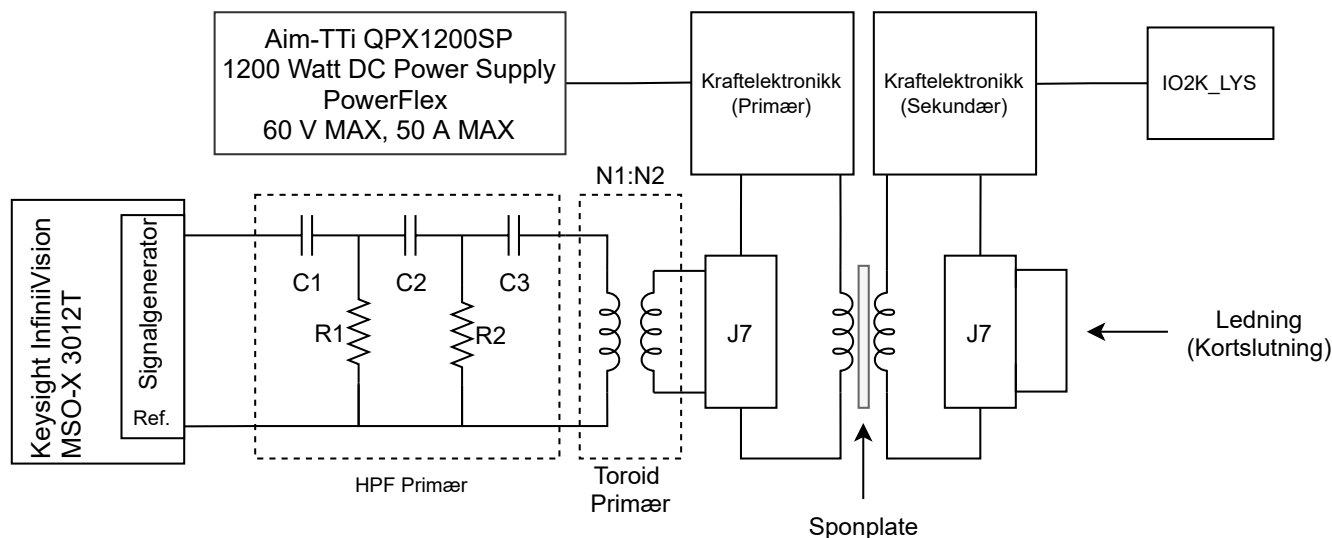 Aim-TTi QPX1200SP
1200 Watt DC Power Supply
PowerFlex
60 V MAX, 50 A MAX
Kraftelektronikk
(Primær)
Kraftelektronikk
(Sekundær)
IO2K_LYS
N1:N2
Keysight InfiniiVision
MSO-X 3012T
Signalgenerator
Ref.
C1
C2
C3
R1
R2
J7
J7
Ledning
(Kortslutning)
HPF Primær
Toroid
Primær
Sponplate